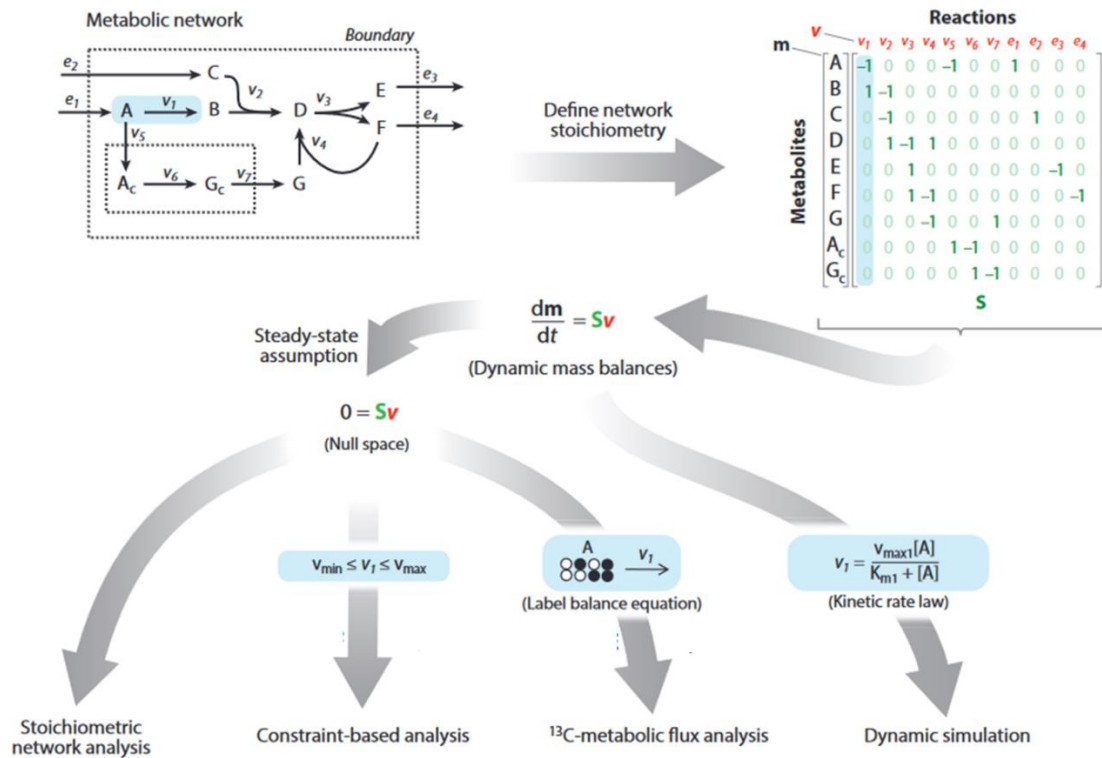 Metabolic network
Boundary
e2
C
v2
e1
A
v1
B
D
v3
E
e3
F
e4
v5
v4
Ac
v6
Gc
v7
G
Define network
stoichiometry
Reactions
v
v1 v2 v3 v4 v5 v6 v7 e1 e2 e3 e4
m
Metabolites
A –1 0 0 0 –1 0 0 1 0 0 0
B 1 –1 0 0 0 0 0 0 0 0 0
C 0 –1 0 0 0 0 0 0 1 0 0
D 0 1 –1 1 0 0 0 0 0 0 0
E 0 0 1 0 0 0 0 0 0 –1 0
F 0 0 1 –1 0 0 0 0 0 0 –1
G 0 0 0 –1 0 0 1 0 0 0 0
Ac 0 0 0 0 1 –1 0 0 0 0 0
Gc 0 0 0 0 0 1 –1 0 0 0 0
S
dm/dt = Sv
(Dynamic mass balances)
Steady-state
assumption
0 = Sv
(Null space)
vmin ≤ v1 ≤ vmax
A
v1
(Label balance equation)
v1 = vmax1[A] / Km1 + [A]
(Kinetic rate law)
Stoichiometric
network analysis
Constraint-based analysis
¹³C-metabolic flux analysis
Dynamic simulation